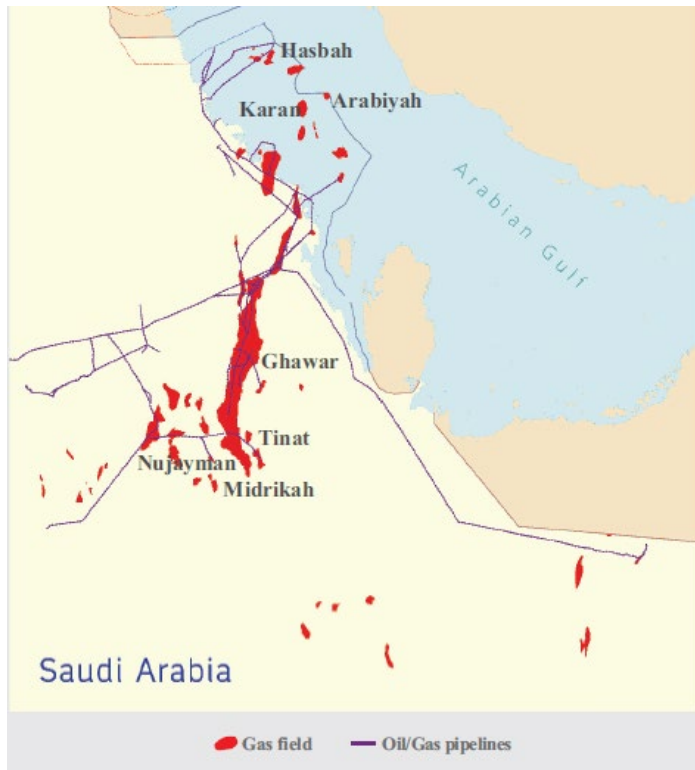 Hasbah
Karan
Arabiyah
Arabian Gulf
Ghawar
Tinat
Nujayman
Midrikah
Saudi Arabia
Gas field
Oil/Gas pipelines